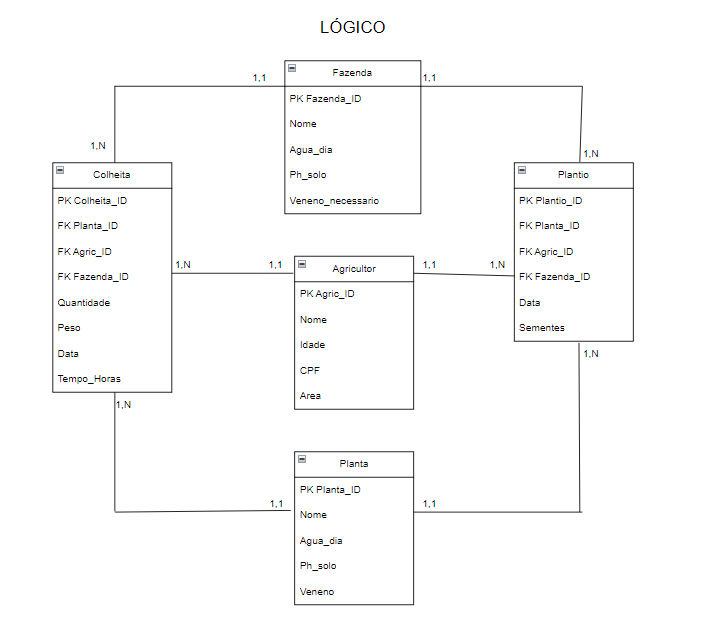 LÓGICO
1,1
Fazenda
1,1
PK Fazenda_ID
Nome
Agua_dia
Ph_solo
Veneno_necessario
1,N
Colheita
PK Colheita_ID
FK Planta_ID
FK Agric_ID
FK Fazenda_ID
Quantidade
Peso
Data
Tempo_Horas
1,N
Plantio
PK Plantio_ID
FK Planta_ID
FK Agric_ID
FK Fazenda_ID
Data
Sementes
1,N
1,1
Agricultor
1,1
1,N
PK Agric_ID
Nome
Idade
CPF
Area
1,N
1,N
1,1
Planta
1,1
PK Planta_ID
Nome
Agua_dia
Ph_solo
Veneno